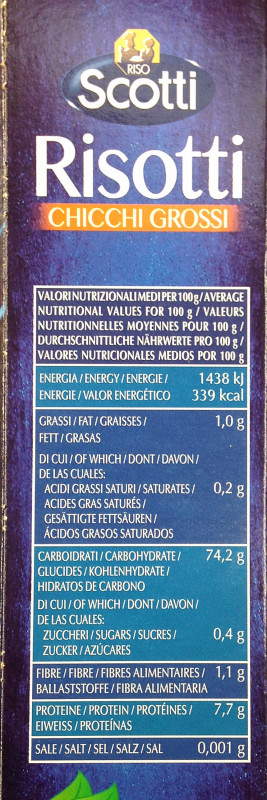 RISO
Scotti
Risotti
CHICCHI GROSSI
VALORI NUTRIZIONALI MEDI PER 100 g / AVERAGE
NUTRITIONAL VALUES FOR 100 g / VALEURS
NUTRITIONNELLES MOYENNES POUR 100 g /
DURCHSCHNITTLICHE NÄHRWERTE PRO 100 g /
VALORES NUTRICIONALES MEDIOS POR 100 g
ENERGIA / ENERGY / ENERGIE / 1438 kJ
ENERGIE / VALOR ENERGÉTICO 339 kcal
GRASSI / FAT / GRAISSES / 1,0 g
FETT / GRASAS
DI CUI / OF WHICH / DONT / DAVON /
DE LAS CUALES:
ACIDI GRASSI SATURI / SATURATES / 0,2 g
ACIDES GRAS SATURÉS /
GESÄTTIGTE FETTSÄUREN /
ÁCIDOS GRASOS SATURADOS
CARBOIDRATI / CARBOHYDRATE / 74,2 g
GLUCIDES / KOHLENHYDRATE /
HIDRATOS DE CARBONO
DI CUI / OF WHICH / DONT / DAVON /
DE LAS CUALES:
ZUCCHERI / SUGARS / SUCRES / 0,4 g
ZUCKER / AZÚCARES
FIBRE / FIBRE / FIBRES ALIMENTAIRES / 1,1 g
BALLASTSTOFFE / FIBRA ALIMENTARIA
PROTEINE / PROTEIN / PROTÉINES / 7,7 g
EIWEISS / PROTEÍNAS
SALE / SALT / SEL / SALZ / SAL 0,001 g